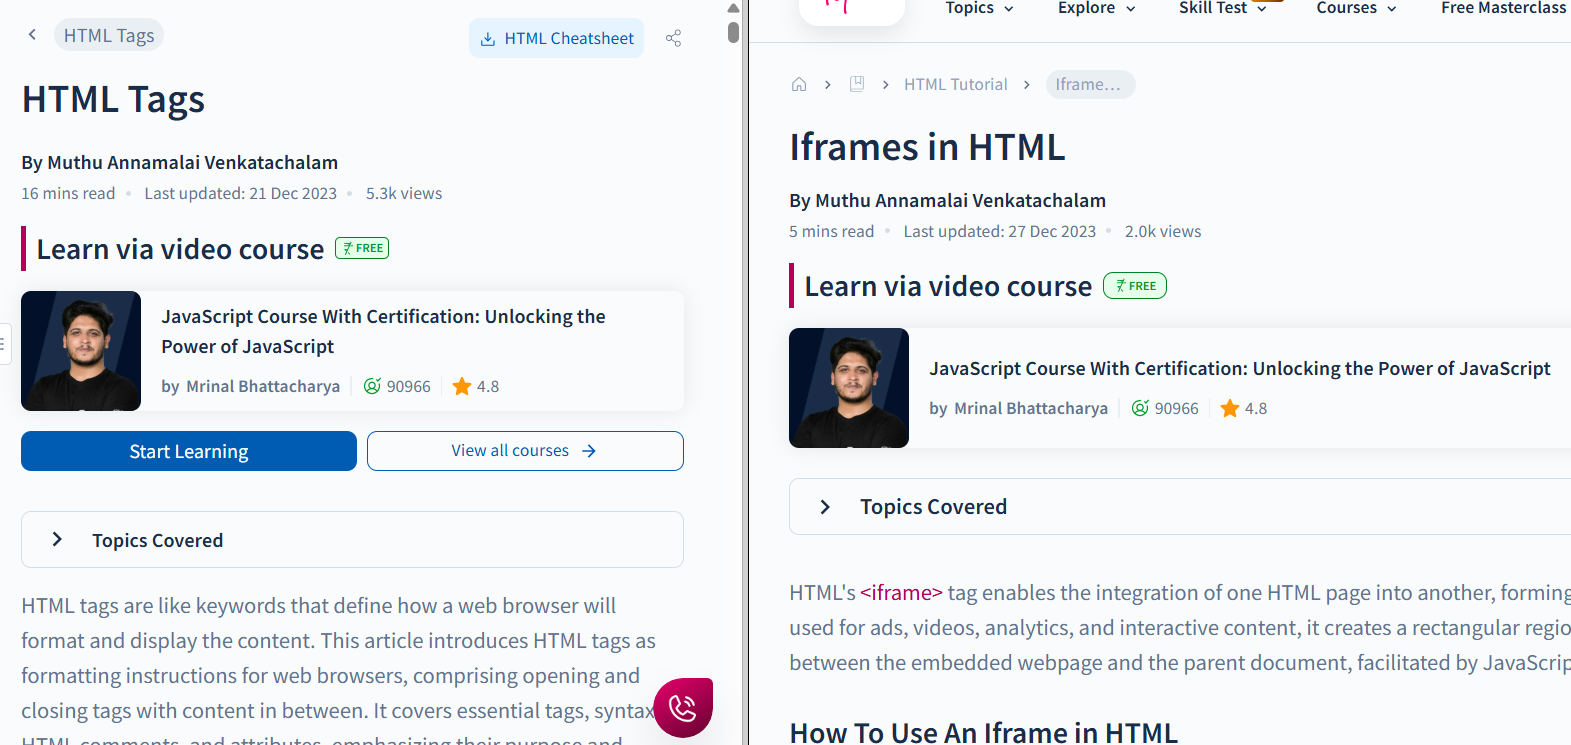 HTML Tags
HTML Cheatsheet
HTML Tags
By Muthu Annamalai Venkatachalam
16 mins read
Last updated: 21 Dec 2023
5.3k views
Learn via video course
FREE
JavaScript Course With Certification: Unlocking the
Power of JavaScript
by Mrinal Bhattacharya
90966
4.8
Start Learning
View all courses
Topics Covered
HTML tags are like keywords that define how a web browser will
format and display the content. This article introduces HTML tags as
formatting instructions for web browsers, comprising opening and
closing tags with content in between. It covers essential tags, syntax
HTML comments, and attributes, emphasizing their purpose and
Topics
Explore
Skill Test
Courses
Free Masterclass
HTML Tutorial
Iframe…
Iframes in HTML
By Muthu Annamalai Venkatachalam
5 mins read
Last updated: 27 Dec 2023
2.0k views
Learn via video course
FREE
JavaScript Course With Certification: Unlocking the Power of JavaScript
by Mrinal Bhattacharya
90966
4.8
Topics Covered
HTML's <iframe> tag enables the integration of one HTML page into another, forming
used for ads, videos, analytics, and interactive content, it creates a rectangular regio
between the embedded webpage and the parent document, facilitated by JavaScrip
How To Use An Iframe in HTML